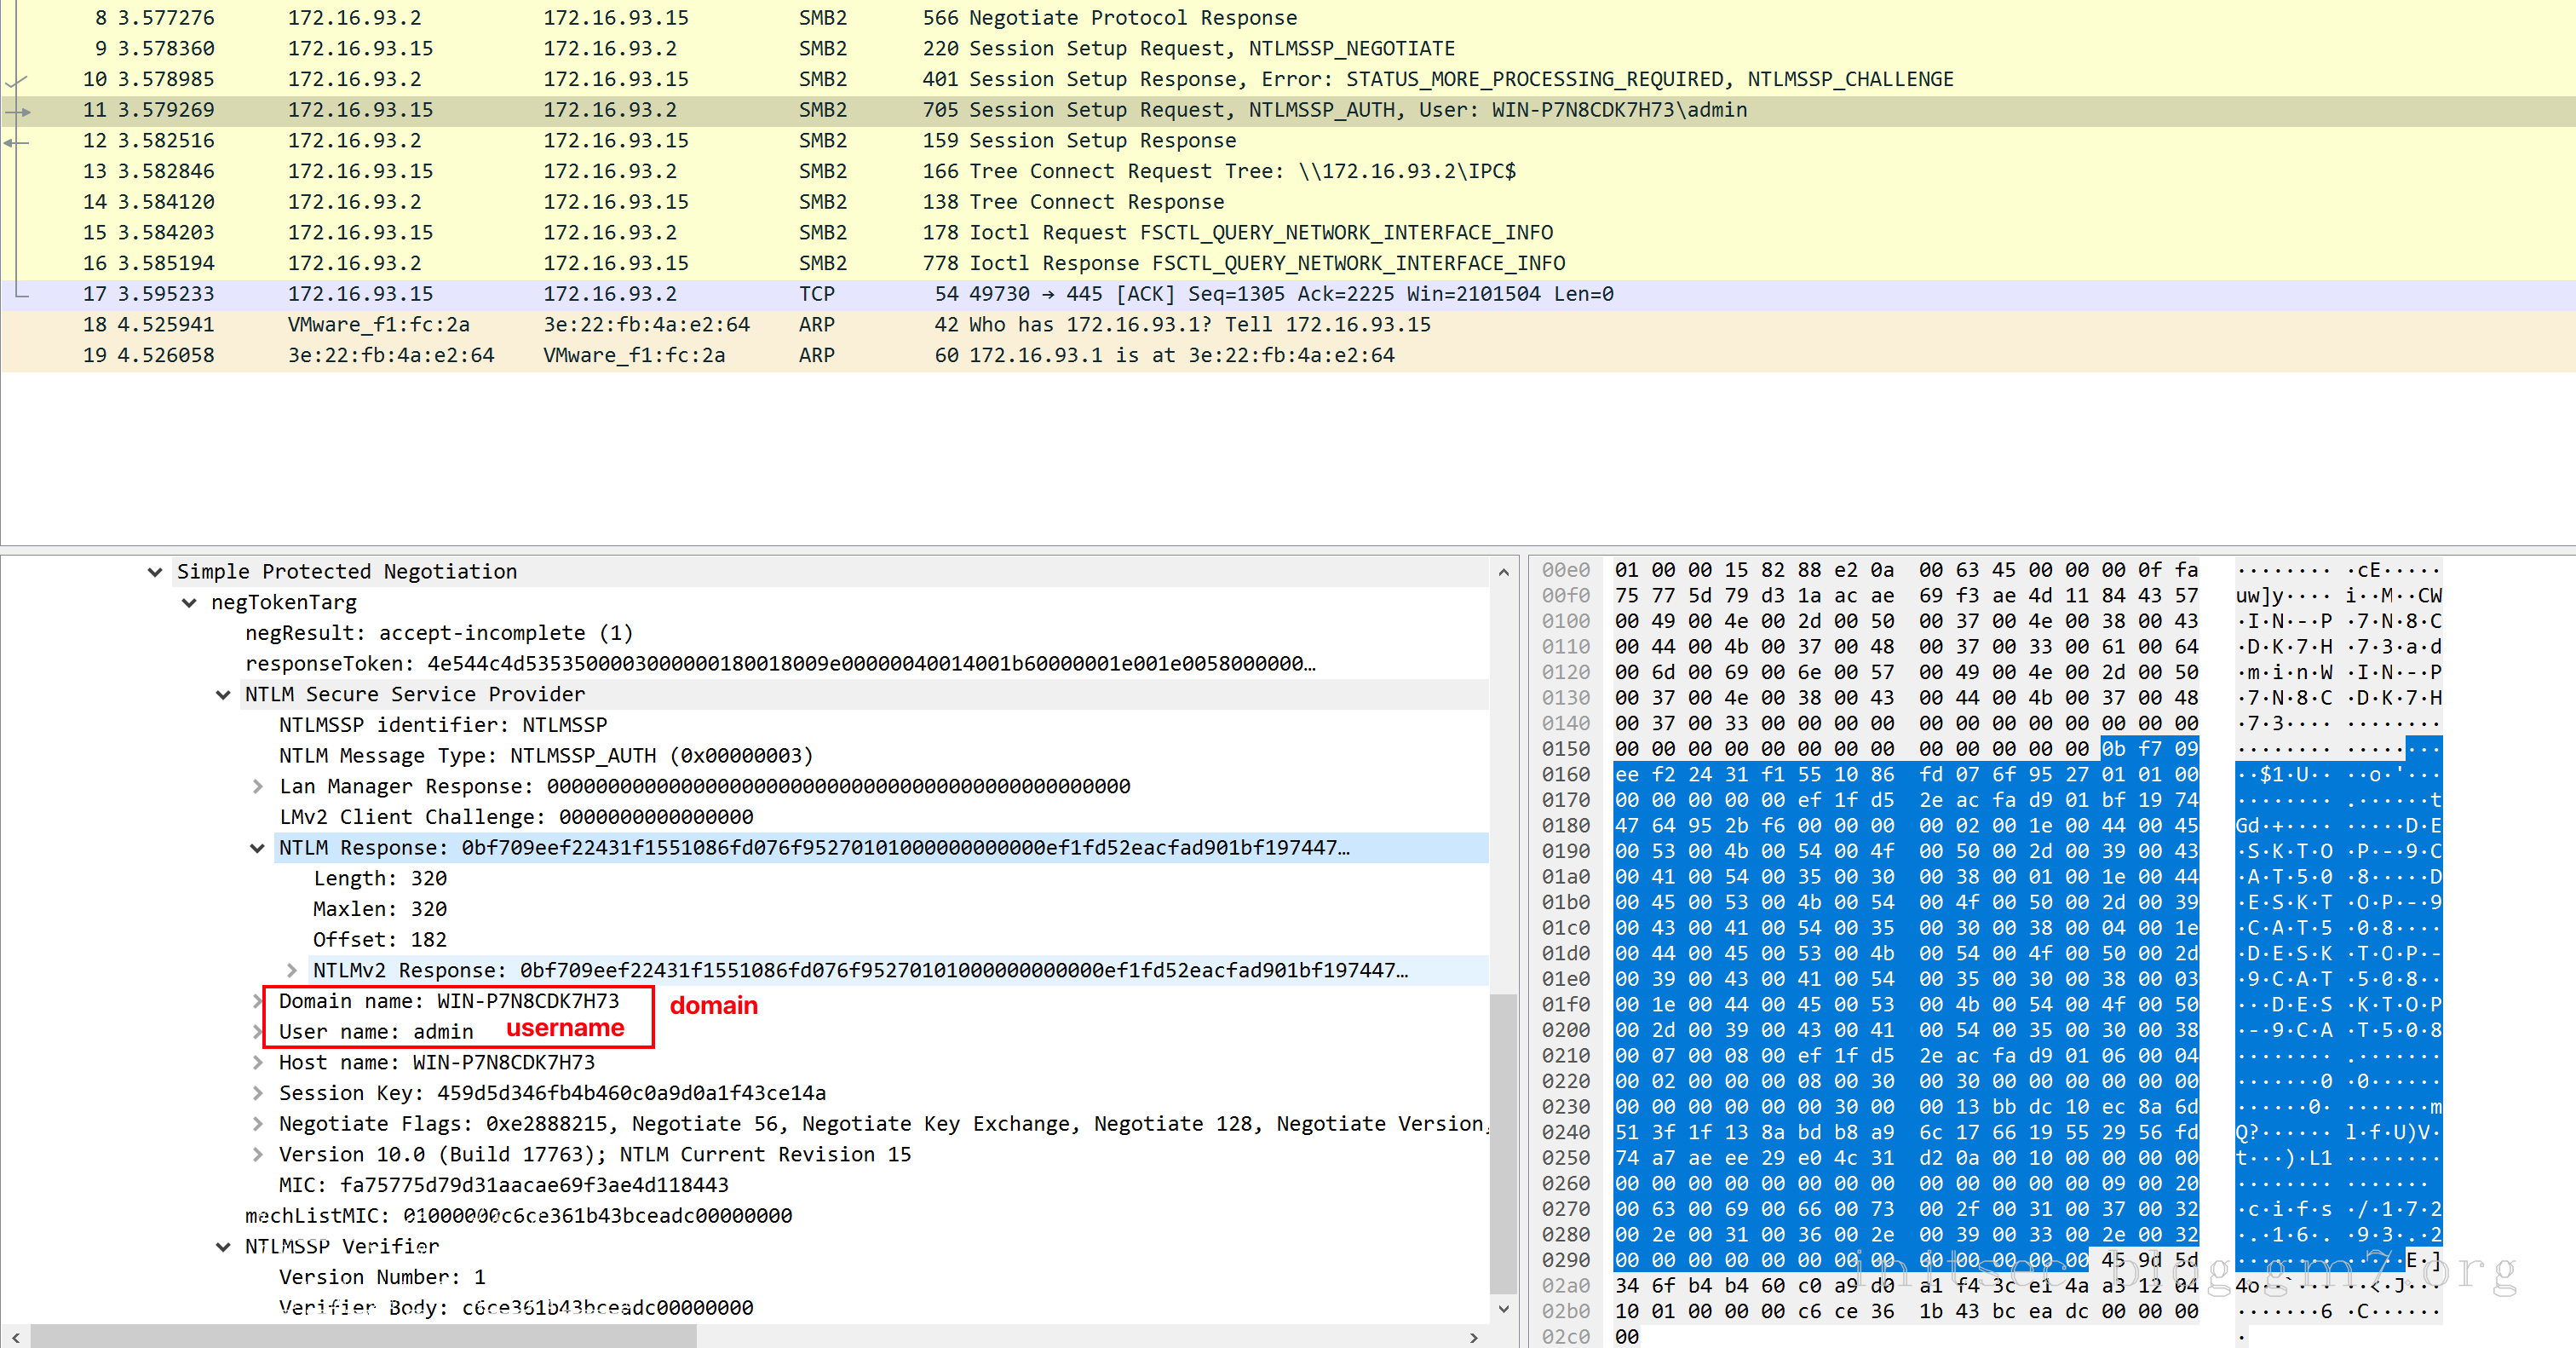 8 3.577276 172.16.93.2 172.16.93.15 SMB2 566 Negotiate Protocol Response
9 3.578360 172.16.93.15 172.16.93.2 SMB2 220 Session Setup Request, NTLMSSP_NEGOTIATE
10 3.578985 172.16.93.2 172.16.93.15 SMB2 401 Session Setup Response, Error: STATUS_MORE_PROCESSING_REQUIRED, NTLMSSP_CHALLENGE
11 3.579269 172.16.93.15 172.16.93.2 SMB2 705 Session Setup Request, NTLMSSP_AUTH, User: WIN-P7N8CDK7H73\admin
12 3.582516 172.16.93.2 172.16.93.15 SMB2 159 Session Setup Response
13 3.582846 172.16.93.15 172.16.93.2 SMB2 166 Tree Connect Request Tree: \\172.16.93.2\IPC$
14 3.584120 172.16.93.2 172.16.93.15 SMB2 138 Tree Connect Response
15 3.584203 172.16.93.15 172.16.93.2 SMB2 178 Ioctl Request FSCTL_QUERY_NETWORK_INTERFACE_INFO
16 3.585194 172.16.93.2 172.16.93.15 SMB2 778 Ioctl Response FSCTL_QUERY_NETWORK_INTERFACE_INFO
17 3.595233 172.16.93.15 172.16.93.2 TCP 54 49730 → 445 [ACK] Seq=1305 Ack=2225 Win=2101504 Len=0
18 4.525941 VMware_f1:fc:2a 3e:22:fb:4a:e2:64 ARP 42 Who has 172.16.93.1? Tell 172.16.93.15
19 4.526058 3e:22:fb:4a:e2:64 VMware_f1:fc:2a ARP 60 172.16.93.1 is at 3e:22:fb:4a:e2:64
Simple Protected Negotiation
negTokenTarg
negResult: accept-incomplete (1)
responseToken: 4e544c4d5353500003000000180018009e00000040014001b60000001e001e0058000000…
NTLM Secure Service Provider
NTLMSSP identifier: NTLMSSP
NTLM Message Type: NTLMSSP_AUTH (0x00000003)
Lan Manager Response: 000000000000000000000000000000000000000000000000
LMv2 Client Challenge: 0000000000000000
NTLM Response: 0bf709eef22431f1551086fd076f95270101000000000000ef1fd52eacfad901bf197447…
Length: 320
Maxlen: 320
Offset: 182
NTLMv2 Response: 0bf709eef22431f1551086fd076f95270101000000000000ef1fd52eacfad901bf197447…
Domain name: WIN-P7N8CDK7H73 domain
User name: admin username
Host name: WIN-P7N8CDK7H73
Session Key: 459d5d346fb4b460c0a9d0a1f43ce14a
Negotiate Flags: 0xe2888215, Negotiate 56, Negotiate Key Exchange, Negotiate 128, Negotiate Version,
Version 10.0 (Build 17763); NTLM Current Revision 15
MIC: fa75775d79d31aacae69f3ae4d118443
mechListMIC: 01000000c6ce361b43bceadc00000000
NTLMSSP Verifier
Version Number: 1
Verifier Body: c6ce361b43bceadc00000000
00e0 01 00 00 15 82 88 e2 0a 00 63 45 00 00 00 0f fa ········ ·cE·····
00f0 75 77 5d 79 d3 1a ac ae 69 f3 ae 4d 11 84 43 57 uw]y···· i··M··CW
0100 00 49 00 4e 00 2d 00 50 00 37 00 4e 00 38 00 43 ·I·N·-·P ·7·N·8·C
0110 00 44 00 4b 00 37 00 48 00 37 00 33 00 61 00 64 ·D·K·7·H ·7·3·a·d
0120 00 6d 00 69 00 6e 00 57 00 49 00 4e 00 2d 00 50 ·m·i·n·W ·I·N·-·P
0130 00 37 00 4e 00 38 00 43 00 44 00 4b 00 37 00 48 ·7·N·8·C ·D·K·7·H
0140 00 37 00 33 00 00 00 00 00 00 00 00 00 00 00 00 ·7·3···· ········
0150 00 00 00 00 00 00 00 00 00 00 00 00 00 0b f7 09 ········ ········
0160 ee f2 24 31 f1 55 10 86 fd 07 6f 95 27 01 01 00 ··$1·U·· ··o·'···
0170 00 00 00 00 00 ef 1f d5 2e ac fa d9 01 bf 19 74 ········ .······t
0180 47 64 95 2b f6 00 00 00 00 02 00 1e 00 44 00 45 Gd·+···· ·····D·E
0190 00 53 00 4b 00 54 00 4f 00 50 00 2d 00 39 00 43 ·S·K·T·O ·P·-·9·C
01a0 00 41 00 54 00 35 00 30 00 38 00 01 00 1e 00 44 ·A·T·5·0 ·8·····D
01b0 00 45 00 53 00 4b 00 54 00 4f 00 50 00 2d 00 39 ·E·S·K·T ·O·P·-·9
01c0 00 43 00 41 00 54 00 35 00 30 00 38 00 04 00 1e ·C·A·T·5 ·0·8····
01d0 00 44 00 45 00 53 00 4b 00 54 00 4f 00 50 00 2d ·D·E·S·K ·T·O·P·-
01e0 00 39 00 43 00 41 00 54 00 35 00 30 00 38 00 03 ·9·C·A·T ·5·0·8··
01f0 00 1e 00 44 00 45 00 53 00 4b 00 54 00 4f 00 50 ···D·E·S ·K·T·O·P
0200 00 2d 00 39 00 43 00 41 00 54 00 35 00 30 00 38 ·-·9·C·A ·T·5·0·8
0210 00 07 00 08 00 ef 1f d5 2e ac fa d9 01 06 00 04 ········ .·······
0220 00 02 00 00 00 08 00 30 00 30 00 00 00 00 00 00 ·······0 ·0······
0230 00 00 00 00 00 00 30 00 00 13 bb dc 10 ec 8a 6d ······0· ·······m
0240 51 3f 1f 13 8a bd b8 a9 6c 17 66 19 55 29 56 fd Q?······ l·f·U)V·
0250 74 a7 ae ee 29 e0 4c 31 d2 0a 00 10 00 00 00 00 t···)·L1 ········
0260 00 00 00 00 00 00 00 00 00 00 00 00 00 09 00 20 ········ ·······
0270 00 63 00 69 00 66 00 73 00 2f 00 31 00 37 00 32 ·c·i·f·s ·/·1·7·2
0280 00 2e 00 31 00 36 00 2e 00 39 00 33 00 2e 00 32 ·.·1·6·. ·9·3·.·2
0290 00 00 00 00 00 00 00 00 00 00 00 00 00 45 9d 5d ········ ·····E·]
02a0 34 6f b4 b4 60 c0 a9 d0 a1 f4 3c e1 4a a3 12 04 4o··`··· ··<·J···
02b0 10 01 00 00 00 c6 ce 36 1b 43 bc ea dc 00 00 00 ·······6 ·C······
02c0 00 ·
initsec blog.gm7.org